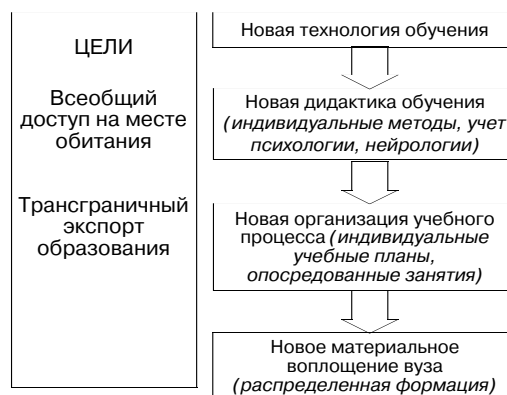 ЦЕЛИ
Всеобщий
доступ на месте
обитания
Трансграничный
экспорт
образования
Новая технология обучения
Новая дидактика обучения
(индивидуальные методы, учет
психологии, нейрологии)
Новая организация учебного
процесса (индивидуальные
учебные планы,
опосредованные занятия)
Новое материальное
воплощение вуза
(распределенная формация)